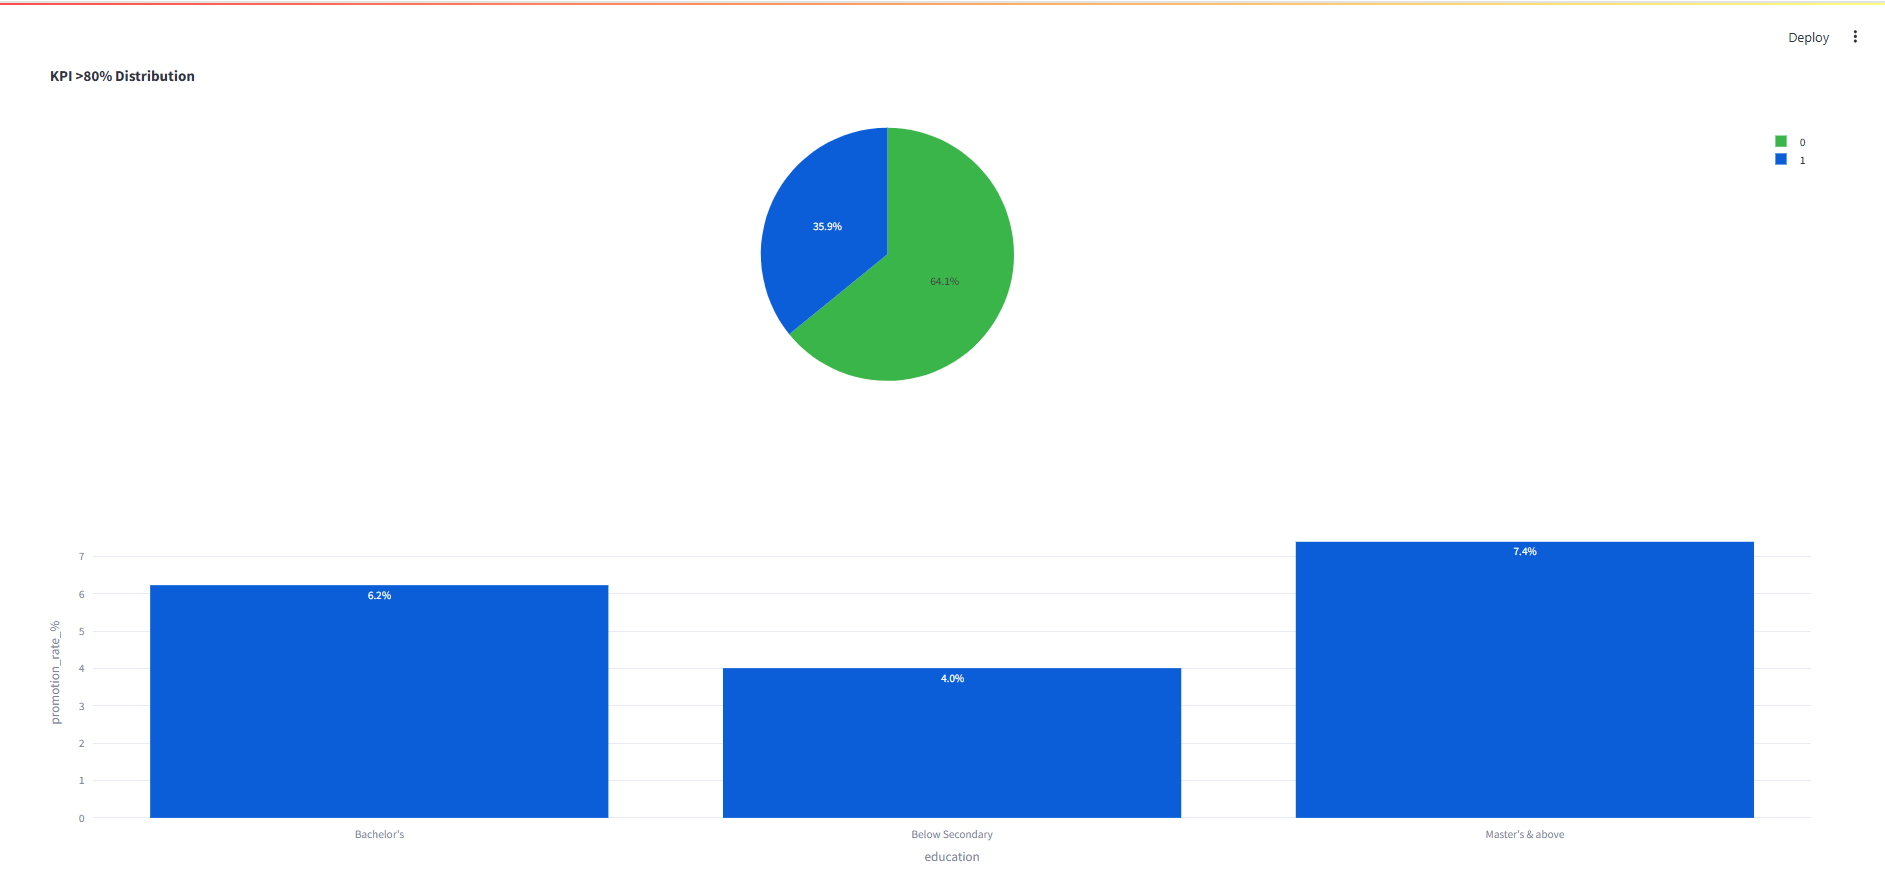 Deploy
KPI >80% Distribution
0
1
35.9%
64.1%
7
6
5
4
3
2
1
0
promotion_rate_%
6.2%
4.0%
7.4%
Bachelor's
Below Secondary
Master's & above
education